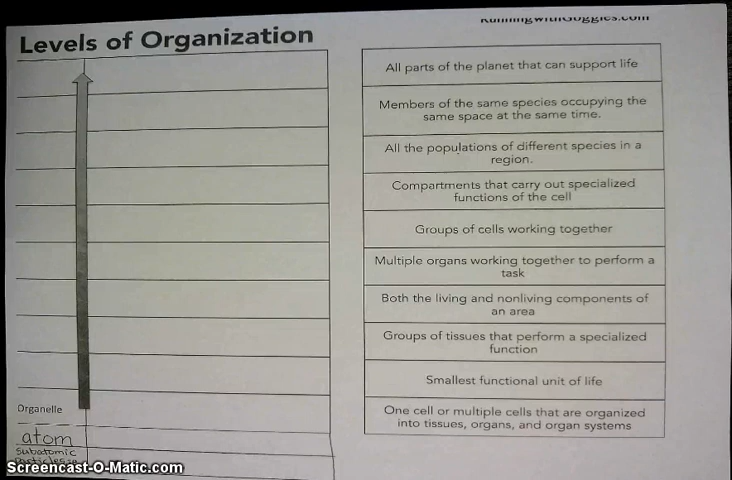 RunningwithGoggles.com
Levels of Organization
All parts of the planet that can support life
Members of the same species occupying the
same space at the same time.
All the populations of different species in a
region.
Compartments that carry out specialized
functions of the cell
Groups of cells working together
Multiple organs working together to perform a
task
Both the living and nonliving components of
an area
Groups of tissues that perform a specialized
function
Smallest functional unit of life
One cell or multiple cells that are organized
into tissues, organs, and organ systems
Organelle
atom
subatomic
particles
Screencast-O-Matic.com